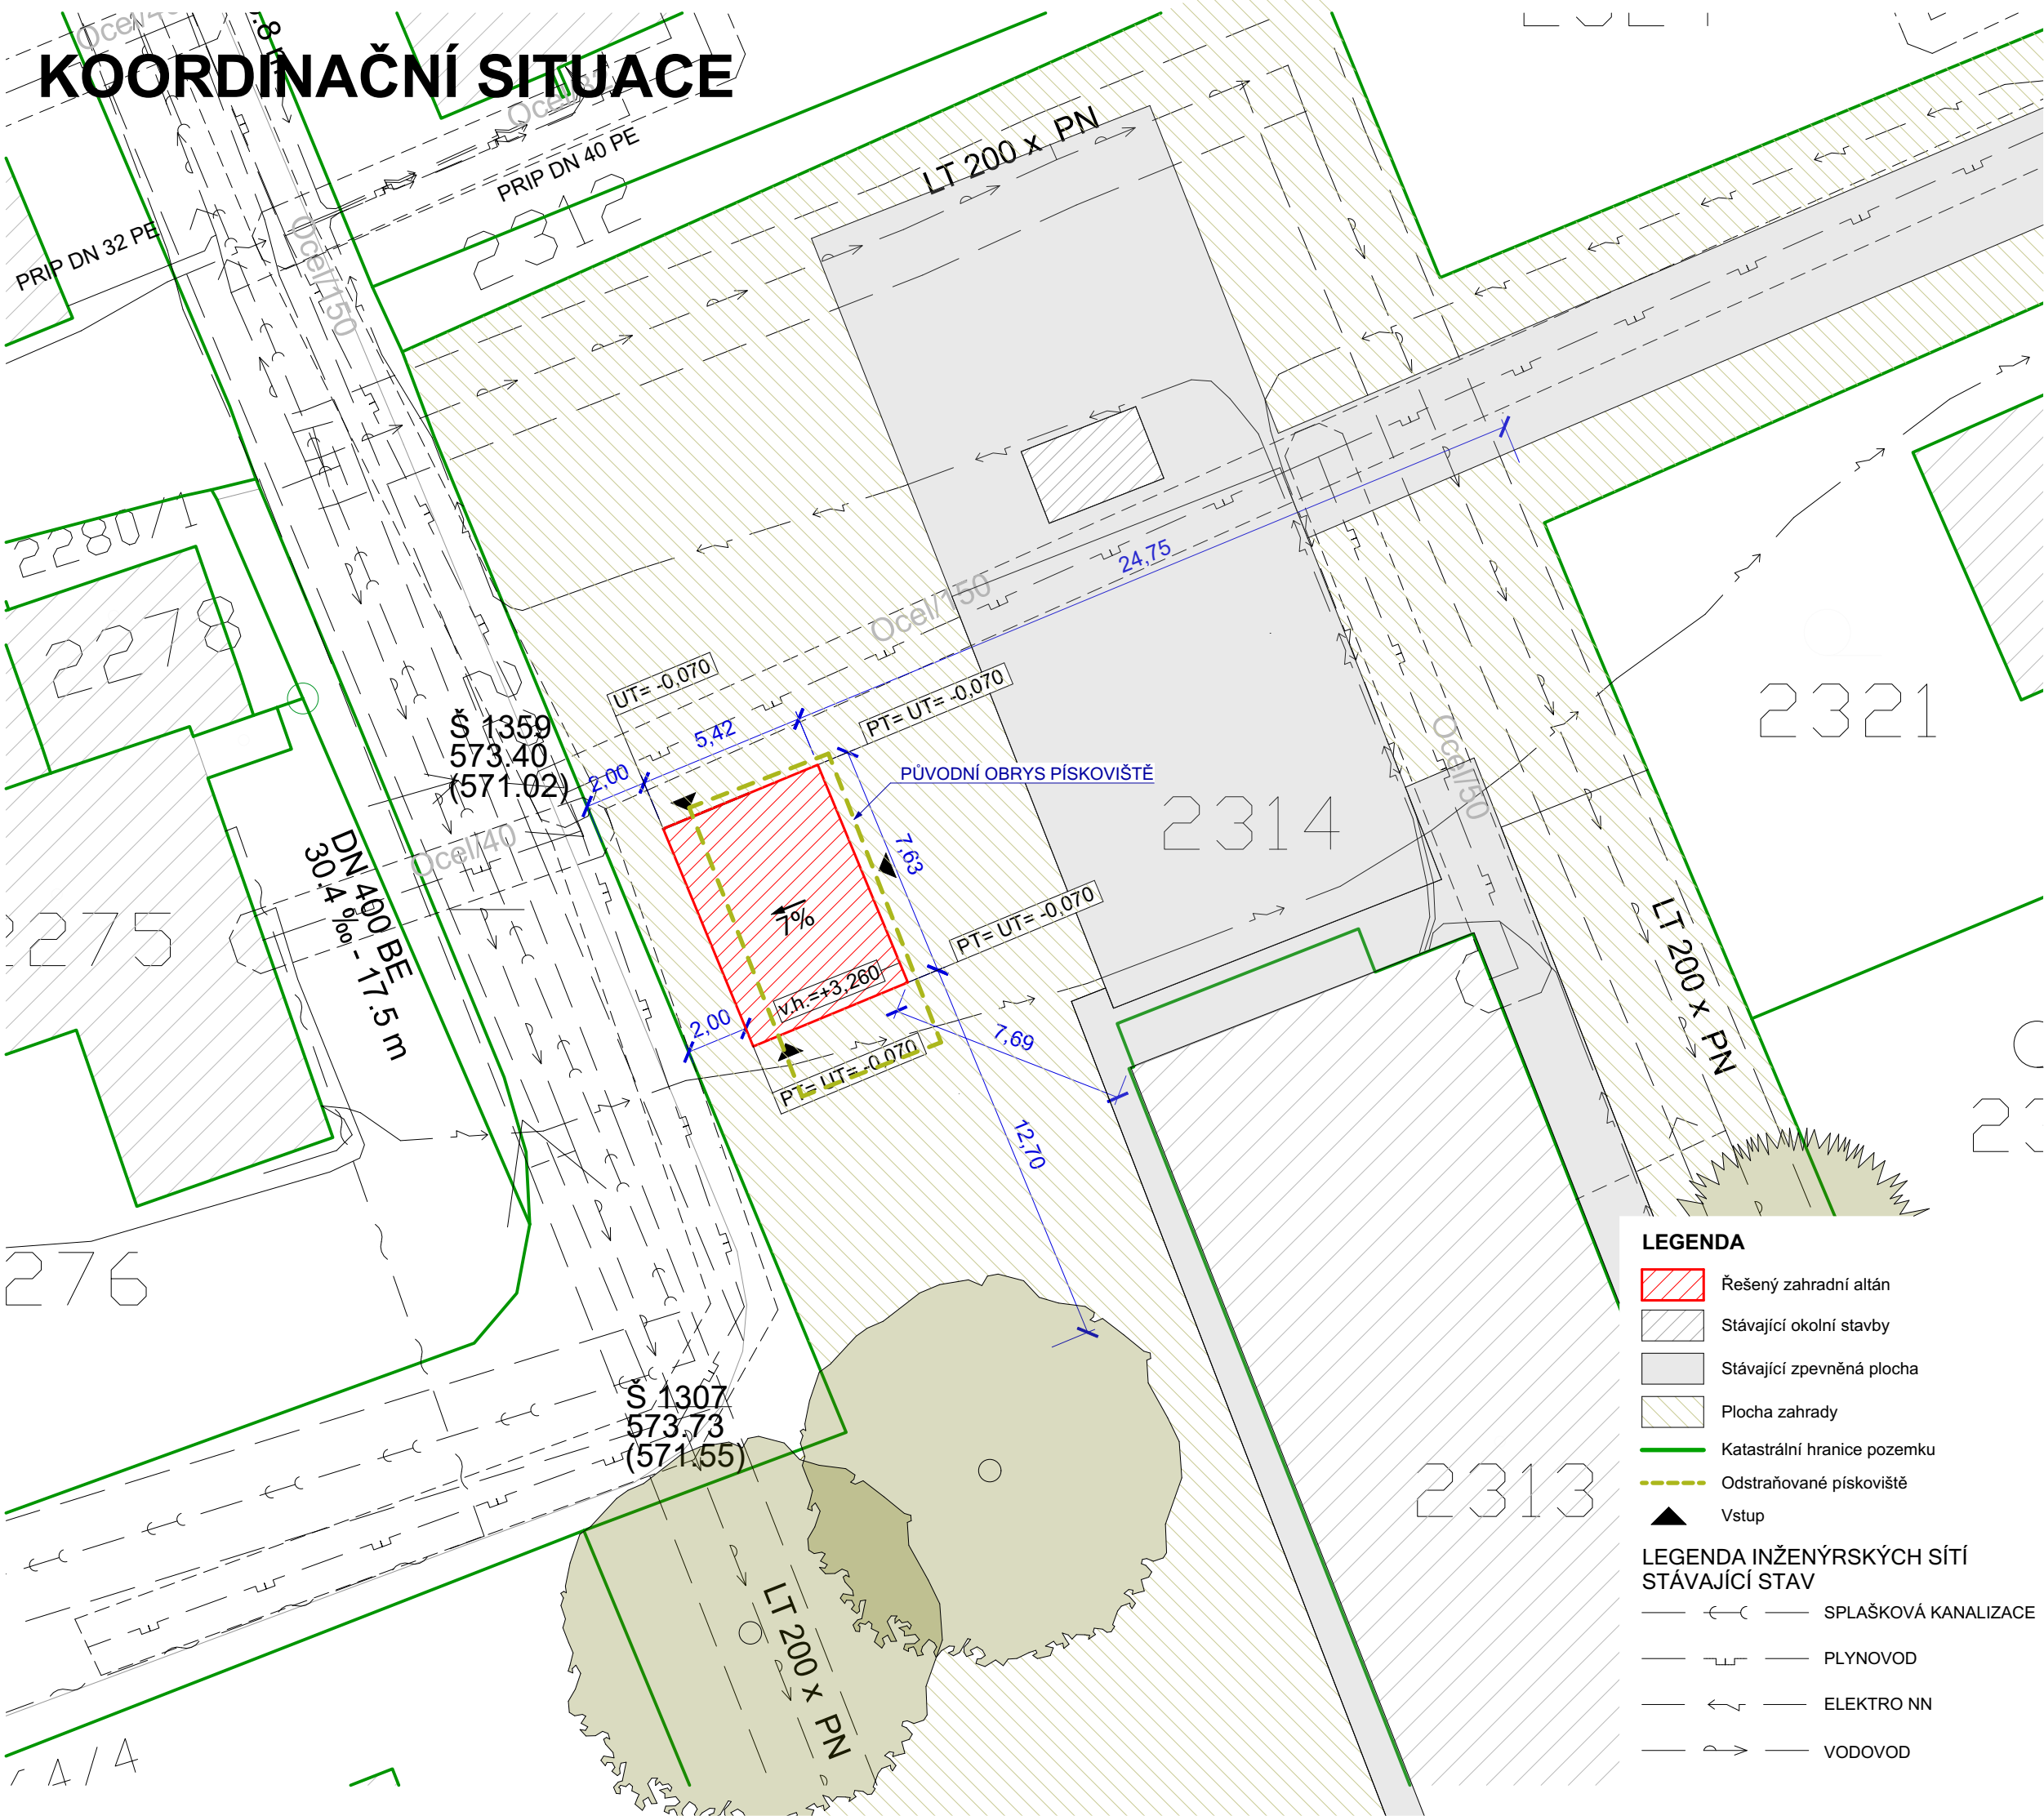 KOORDINAČNÍ SITUACE
LT 200 x PN
PRIP DN 40 PE
PRIP DN 32 PE
2312
Ocel/150
2280/1
2278
24,75
Ocel/150
UT= -0,070
PT= UT= -0,070
5,42
2,00
PŮVODNÍ OBRYS PÍSKOVIŠTĚ
Š 1359
573.40
(571.02)
2321
Ocel/50
2314
Ocel/40
DN 400 BE
30.4 ‰ - 17.5 m
7,63
7%
PT= UT= -0,070
v.h.=+3,260
2,00
7,69
PT= UT= -0,070
LT 200 x PN
2275
12,70
276
Š 1307
573.73
(571.55)
2313
LT 200 x PN
4/4
LEGENDA
Řešený zahradní altán
Stávající okolní stavby
Stávající zpevněná plocha
Plocha zahrady
Katastrální hranice pozemku
Odstraňované pískoviště
Vstup
LEGENDA INŽENÝRSKÝCH SÍTÍ
STÁVAJÍCÍ STAV
SPLAŠKOVÁ KANALIZACE
PLYNOVOD
ELEKTRO NN
VODOVOD